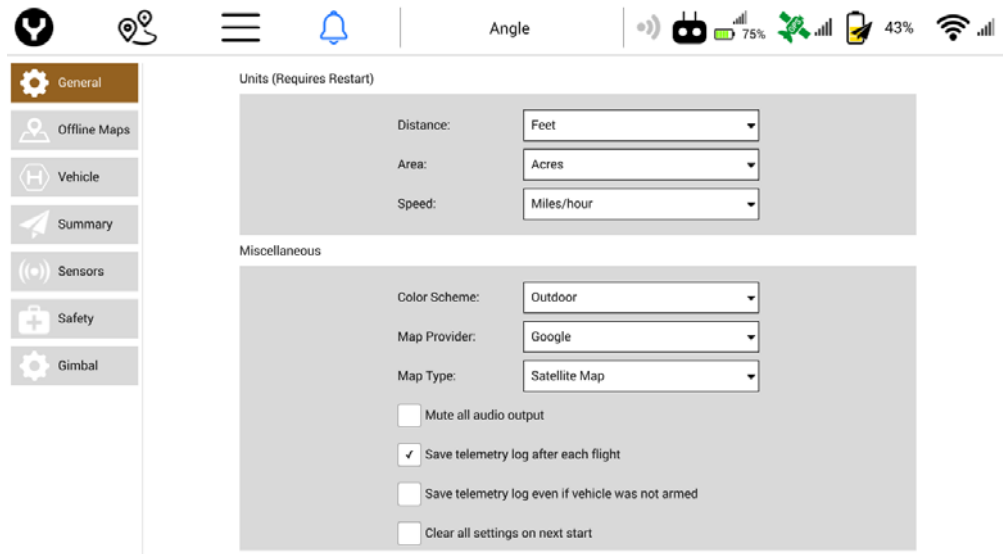 Angle
75%
43%
General
Offline Maps
Vehicle
Summary
Sensors
Safety
Gimbal
Units (Requires Restart)
Distance: Feet
Area: Acres
Speed: Miles/hour
Miscellaneous
Color Scheme: Outdoor
Map Provider: Google
Map Type: Satellite Map
Mute all audio output
Save telemetry log after each flight
Save telemetry log even if vehicle was not armed
Clear all settings on next start